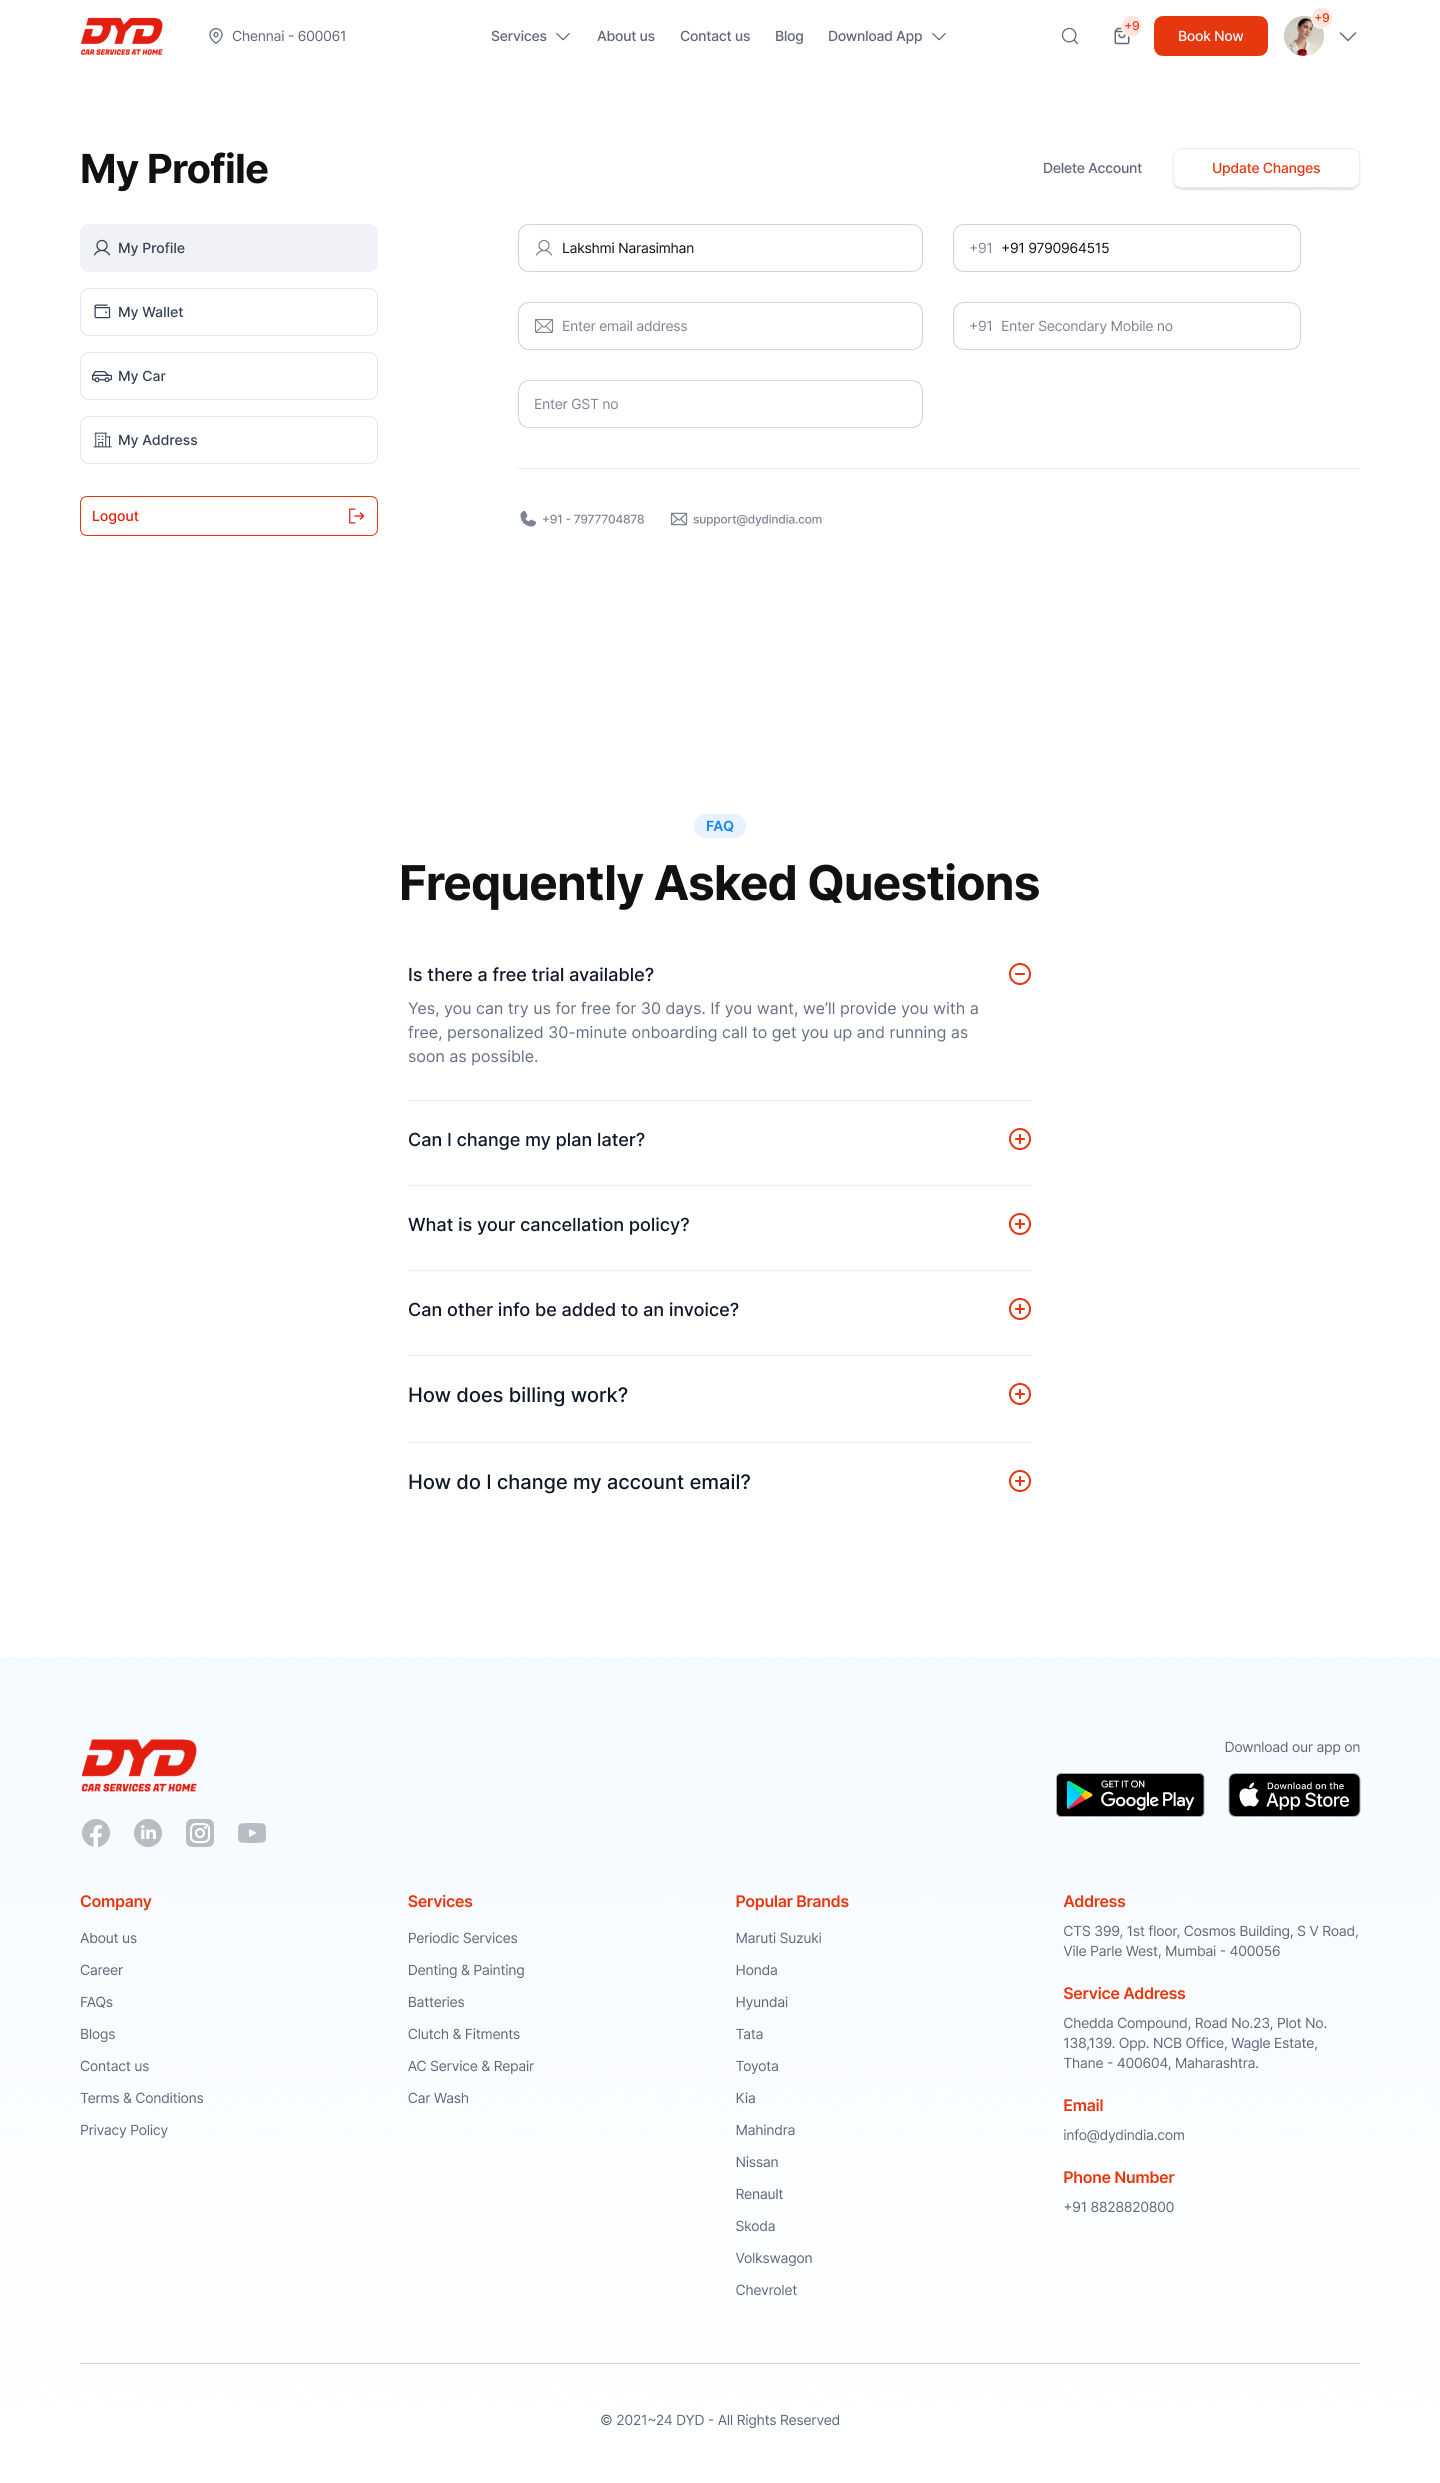 DYD
CAR SERVICES AT HOME
Chennai - 600061
Services
About us
Contact us
Blog
Download App
+9
Book Now
+9
My Profile
Delete Account
Update Changes
My Profile
My Wallet
My Car
My Address
Logout
Lakshmi Narasimhan
+91 +91 9790964515
Enter email address
+91 Enter Secondary Mobile no
Enter GST no
+91 - 7977704878
support@dydindia.com
FAQ
Frequently Asked Questions
Is there a free trial available?
Yes, you can try us for free for 30 days. If you want, we’ll provide you with a
free, personalized 30-minute onboarding call to get you up and running as
soon as possible.
Can I change my plan later?
What is your cancellation policy?
Can other info be added to an invoice?
How does billing work?
How do I change my account email?
DYD
CAR SERVICES AT HOME
Download our app on
GET IT ON
Google Play
Download on the
App Store
Company
About us
Career
FAQs
Blogs
Contact us
Terms & Conditions
Privacy Policy
Services
Periodic Services
Denting & Painting
Batteries
Clutch & Fitments
AC Service & Repair
Car Wash
Popular Brands
Maruti Suzuki
Honda
Hyundai
Tata
Toyota
Kia
Mahindra
Nissan
Renault
Skoda
Volkswagon
Chevrolet
Address
CTS 399, 1st floor, Cosmos Building, S V Road,
Vile Parle West, Mumbai - 400056
Service Address
Chedda Compound, Road No.23, Plot No.
138,139. Opp. NCB Office, Wagle Estate,
Thane - 400604, Maharashtra.
Email
info@dydindia.com
Phone Number
+91 8828820800
© 2021~24 DYD - All Rights Reserved